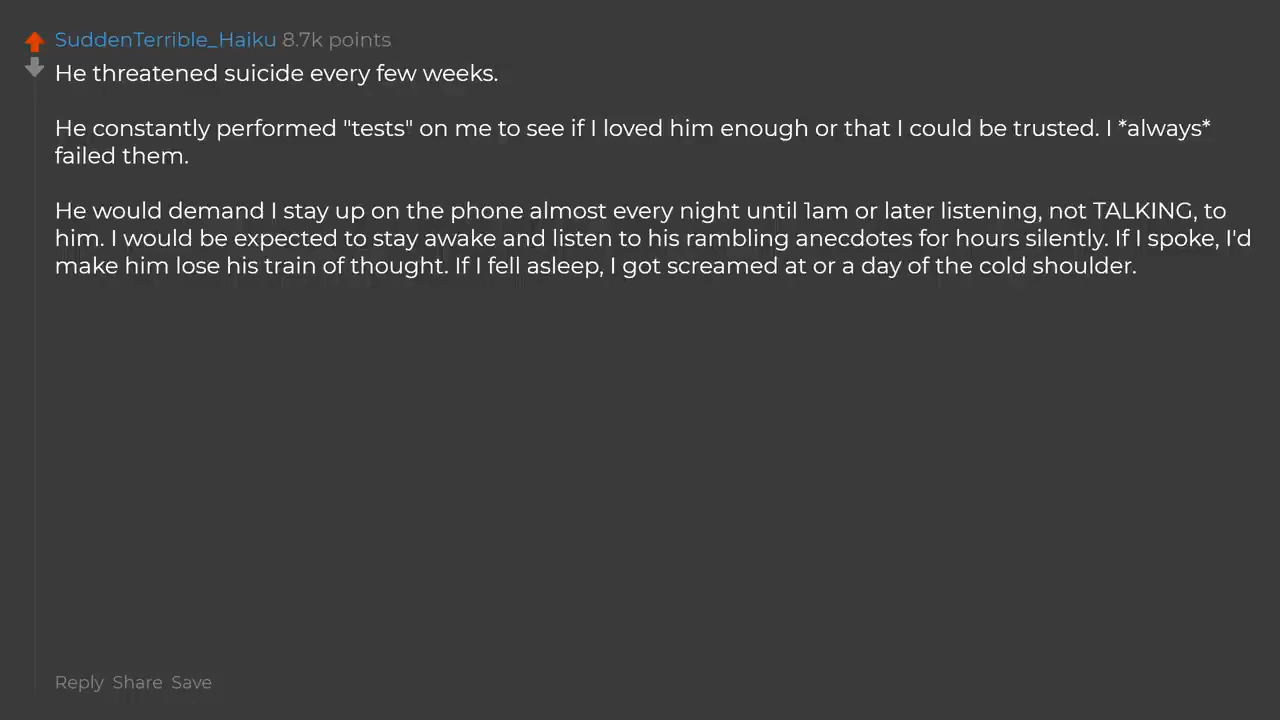 SuddenTerrible_Haiku 8.7k points
He threatened suicide every few weeks.
He constantly performed "tests" on me to see if I loved him enough or that I could be trusted. I *always*
failed them.
He would demand I stay up on the phone almost every night until 1am or later listening, not TALKING, to
him. I would be expected to stay awake and listen to his rambling anecdotes for hours silently. If I spoke, I'd
make him lose his train of thought. If I fell asleep, I got screamed at or a day of the cold shoulder.
Reply Share Save